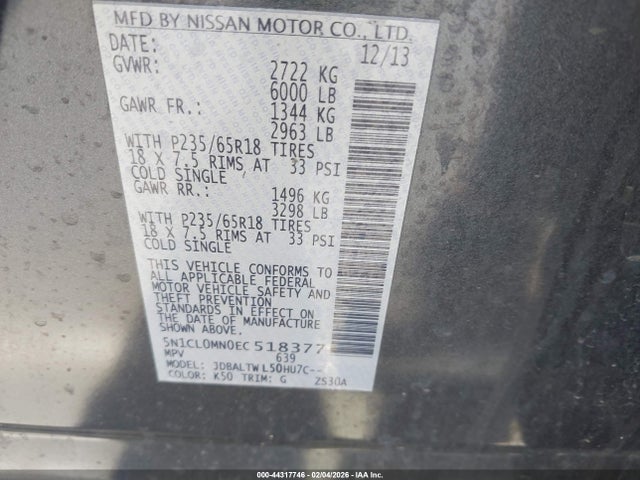 MFD BY NISSAN MOTOR CO., LTD.
DATE: 12/13
GVWR: 2722 KG
6000 LB
GAWR FR.: 1344 KG
2963 LB
WITH P235/65R18 TIRES
18 X 7.5 RIMS AT 33 PSI
COLD SINGLE
GAWR RR.: 1496 KG
3298 LB
WITH P235/65R18 TIRES
18 X 7.5 RIMS AT 33 PSI
COLD SINGLE
THIS VEHICLE CONFORMS TO
ALL APPLICABLE FEDERAL
MOTOR VEHICLE SAFETY AND
THEFT PREVENTION
STANDARDS IN EFFECT ON
DATE OF MFR. SHOWN ABOVE.
5N1CL0MN0EC518377
MPV 639
MODEL: JDBALTWL50HU7C--
COLOR: K50 TRIM: G 2S30A
000-44317746 - 02/04/2026 - IAA Inc.